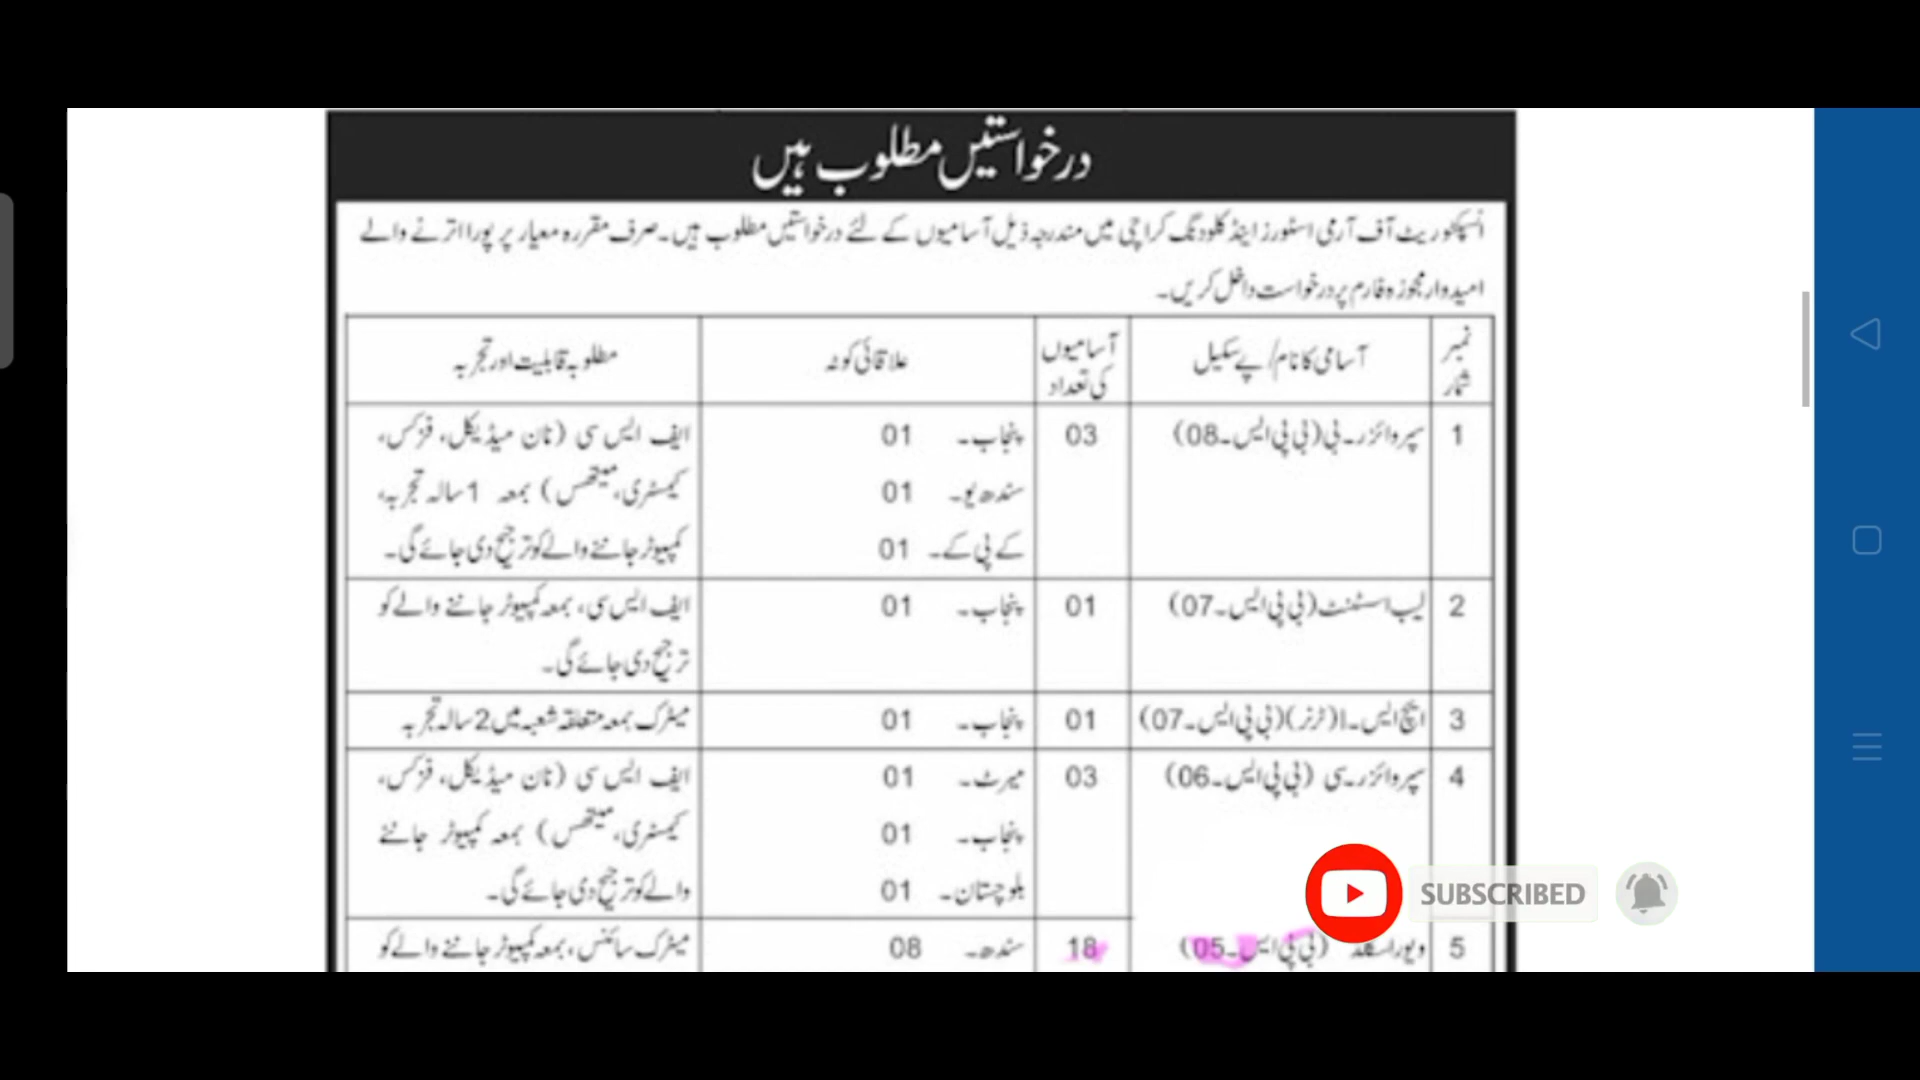 درخواستیں مطلوب ہیں
انسپکٹوریٹ آف آرمی اسٹورز اینڈ کلودنگ کراچی میں مندرجہ ذیل آسامیوں کے لئے درخواستیں مطلوب ہیں۔ صرف مقررہ معیار پر پورا اترنے والے
امیدوار مجوزہ فارم پر درخواست داخل کریں۔
نمبر شمار آسامی کا نام/پے سکیل آسامیوں کی تعداد علاقائی کوٹہ مطلوبہ قابلیت اور تجربہ
1 سپروائزر۔بی (بی پی ایس۔08) 03 پنجاب۔ 01 ایف ایس سی (نان میڈیکل، فزکس،
سندھ یو۔ 01 کیمسٹری، میتھس) بمعہ 1 سالہ تجربہ،
کے پی کے۔ 01 کمپیوٹر جاننے والے کو ترجیح دی جائے گی۔
2 لیب اسسٹنٹ (بی پی ایس۔07) 01 پنجاب۔ 01 ایف ایس سی، بمعہ کمپیوٹر جاننے والے کو
ترجیح دی جائے گی۔
3 ایچ ایس۔I (ٹرنر) (بی پی ایس۔07) 01 پنجاب۔ 01 میٹرک بمعہ متعلقہ شعبہ میں 2 سالہ تجربہ
4 سپروائزر۔سی (بی پی ایس۔06) 03 میرٹ۔ 01 ایف ایس سی (نان میڈیکل، فزکس،
پنجاب۔ 01 کیمسٹری، میتھس) بمعہ کمپیوٹر جاننے
بلوچستان۔ 01 والے کو ترجیح دی جائے گی۔
5 (بی پی ایس۔05) 18 سندھ۔ 08 میٹرک سائنس، بمعہ کمپیوٹر جاننے والے کو
SUBSCRIBED